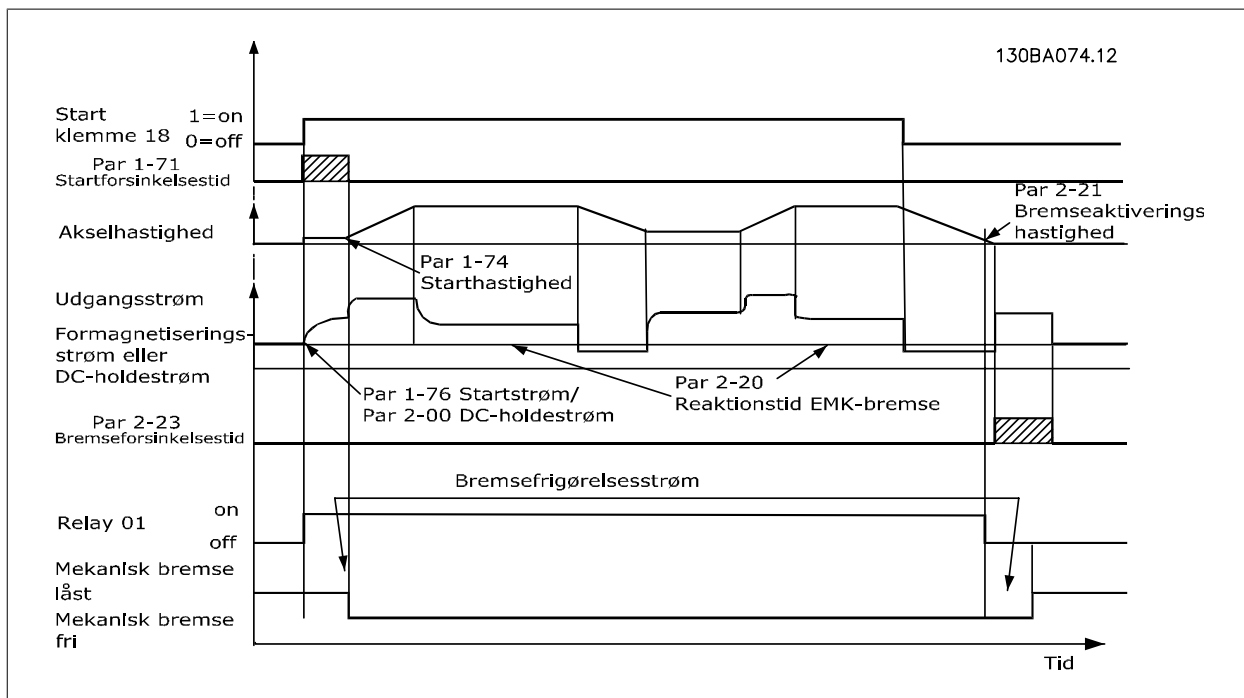 130BA074.12
Start
klemme 18
1=on
0=off
Par 1-71
Startforsinkelsestid
Akselhastighed
Par 2-21
Bremseaktiverings
hastighed
Par 1-74
Starthastighed
Udgangsstrøm
Formagnetiserings-
strøm eller
DC-holdestrøm
Par 1-76 Startstrøm/
Par 2-00 DC-holdestrøm
Par 2-20
Reaktionstid EMK-bremse
Par 2-23
Bremseforsinkelsestid
Bremsefrigørelsesstrøm
Relay 01
on
off
Mekanisk bremse
låst
Mekanisk bremse
fri
Tid